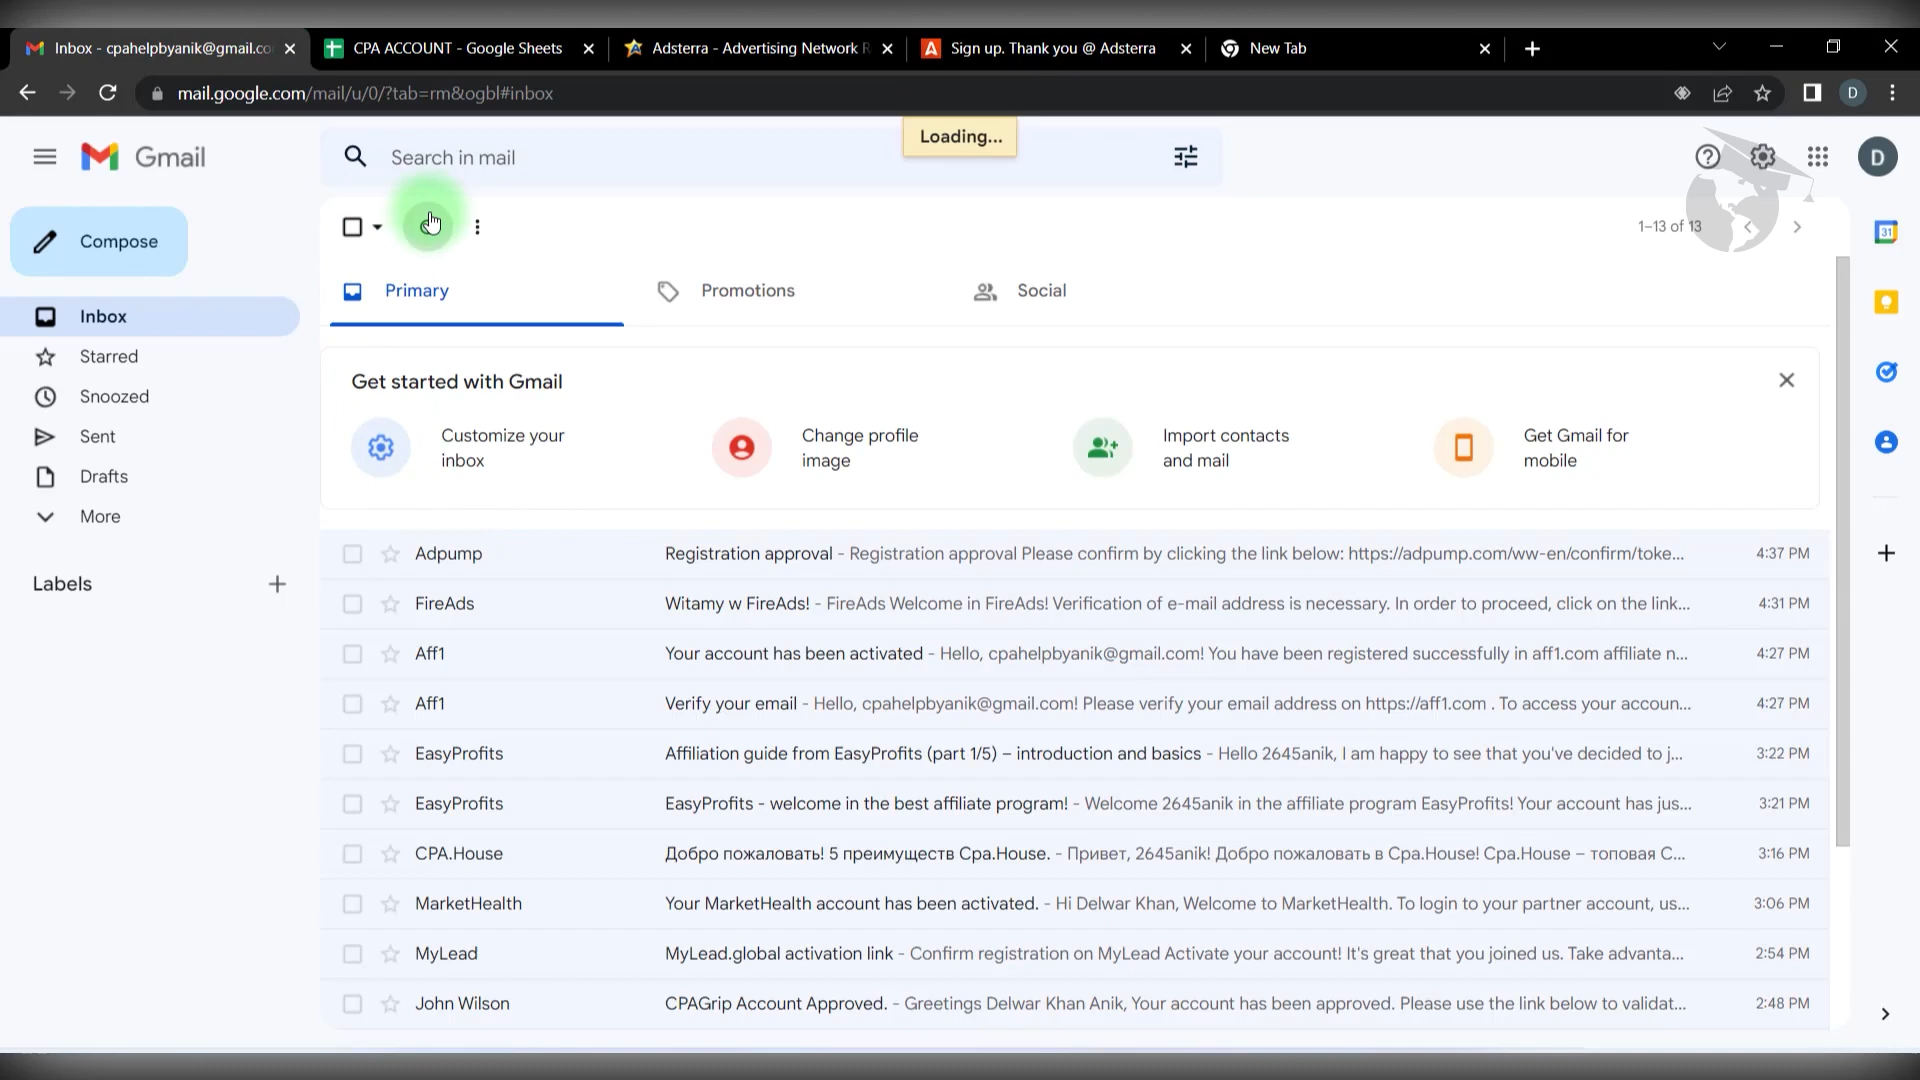 Inbox - cpahelpbyanik@gmail.co
CPA ACCOUNT - Google Sheets
Adsterra - Advertising Network R
Sign up. Thank you @ Adsterra
New Tab
mail.google.com/mail/u/0/?tab=rm&ogbl#inbox
D
Loading...
Gmail
Search in mail
D
Compose
1–13 of 13
31
Primary
Promotions
Social
Inbox
Starred
Snoozed
Sent
Drafts
More
Labels
Get started with Gmail
Customize your
inbox
Change profile
image
Import contacts
and mail
Get Gmail for
mobile
Adpump Registration approval - Registration approval Please confirm by clicking the link below: https://adpump.com/ww-en/confirm/toke... 4:37 PM
FireAds Witamy w FireAds! - FireAds Welcome in FireAds! Verification of e-mail address is necessary. In order to proceed, click on the link... 4:31 PM
Aff1 Your account has been activated - Hello, cpahelpbyanik@gmail.com! You have been registered successfully in aff1.com affiliate n... 4:27 PM
Aff1 Verify your email - Hello, cpahelpbyanik@gmail.com! Please verify your email address on https://aff1.com . To access your accoun... 4:27 PM
EasyProfits Affiliation guide from EasyProfits (part 1/5) – introduction and basics - Hello 2645anik, I am happy to see that you've decided to j... 3:22 PM
EasyProfits EasyProfits - welcome in the best affiliate program! - Welcome 2645anik in the affiliate program EasyProfits! Your account has jus... 3:21 PM
CPA.House Добро пожаловать! 5 преимуществ Cpa.House. - Привет, 2645anik! Добро пожаловать в Cpa.House! Cpa.House – топовая C... 3:16 PM
MarketHealth Your MarketHealth account has been activated. - Hi Delwar Khan, Welcome to MarketHealth. To login to your partner account, us... 3:06 PM
MyLead MyLead.global activation link - Confirm registration on MyLead Activate your account! It's great that you joined us. Take advanta... 2:54 PM
John Wilson CPAGrip Account Approved. - Greetings Delwar Khan Anik, Your account has been approved. Please use the link below to validat... 2:48 PM